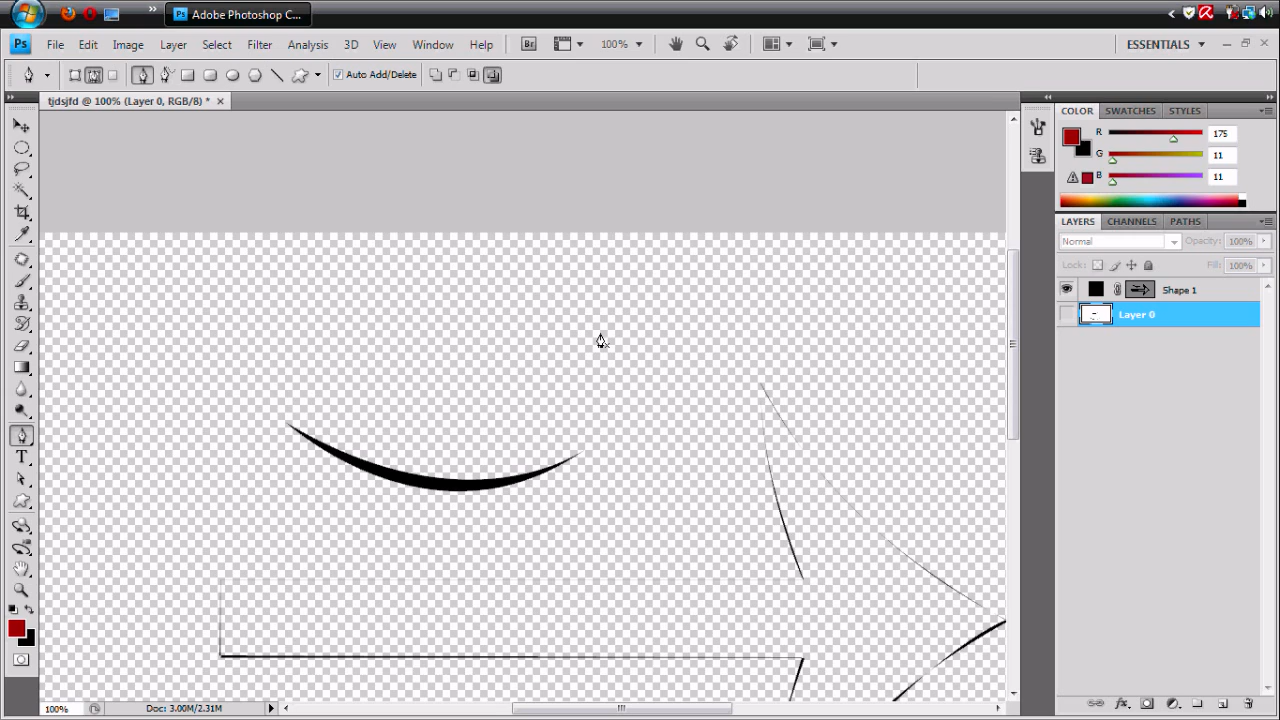 Adobe Photoshop C...
Ps File Edit Image Layer Select Filter Analysis 3D View Window Help Br 100% ESSENTIALS
Auto Add/Delete
tjdsjfd @ 100% (Layer 0, RGB/8) *
COLOR SWATCHES STYLES
R 175
G 11
B 11
LAYERS CHANNELS PATHS
Normal Opacity: 100%
Lock: Fill: 100%
Shape 1
Layer 0
T
100% Doc: 3.00M/2.31M
fx